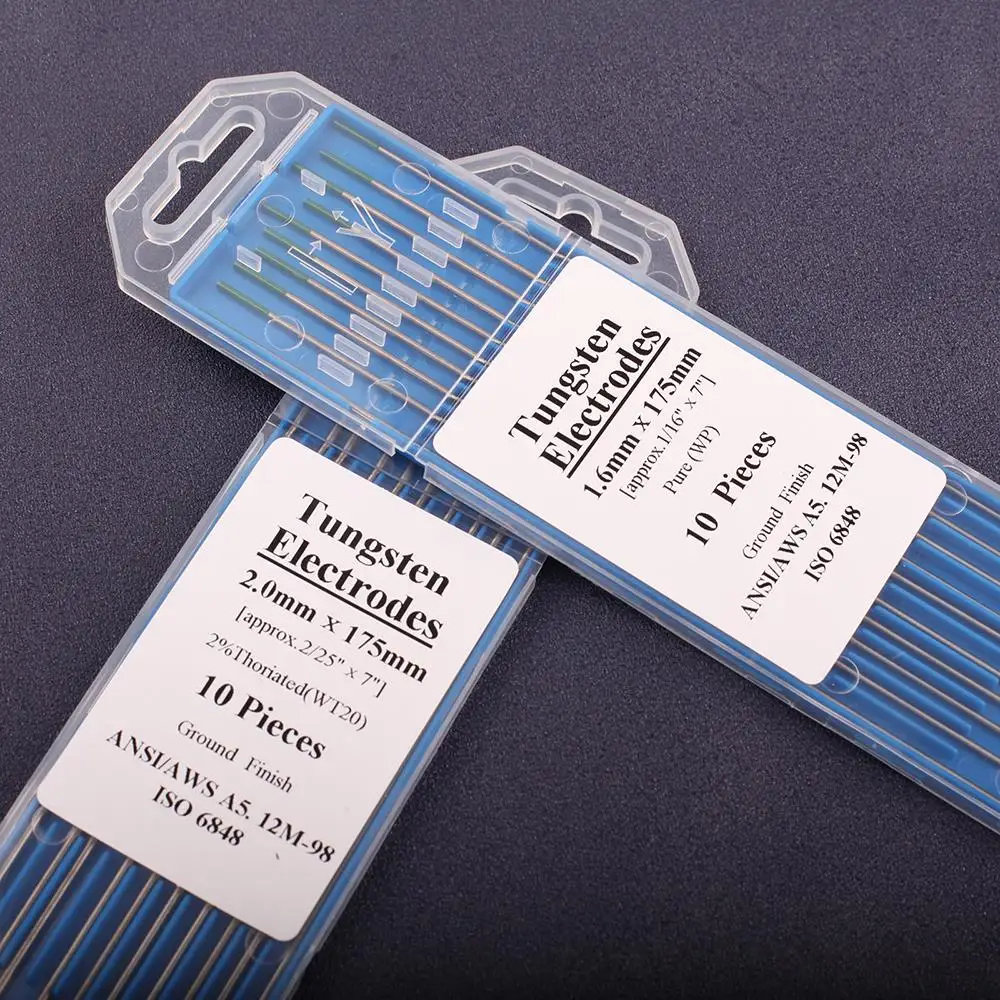 Tungsten
Electrodes
1.6mm X 175mm
[approx.1/16" x 7"]
Pure (WP)
10 Pieces
Ground Finish
ANSI/AWS A5. 12M-98
ISO 6848
Tungsten
Electrodes
2.0mm X 175mm
[approx.2/25" x 7"]
2%Thoriated(WT20)
10 Pieces
Ground Finish
ANSI/AWS A5. 12M-98
ISO 6848